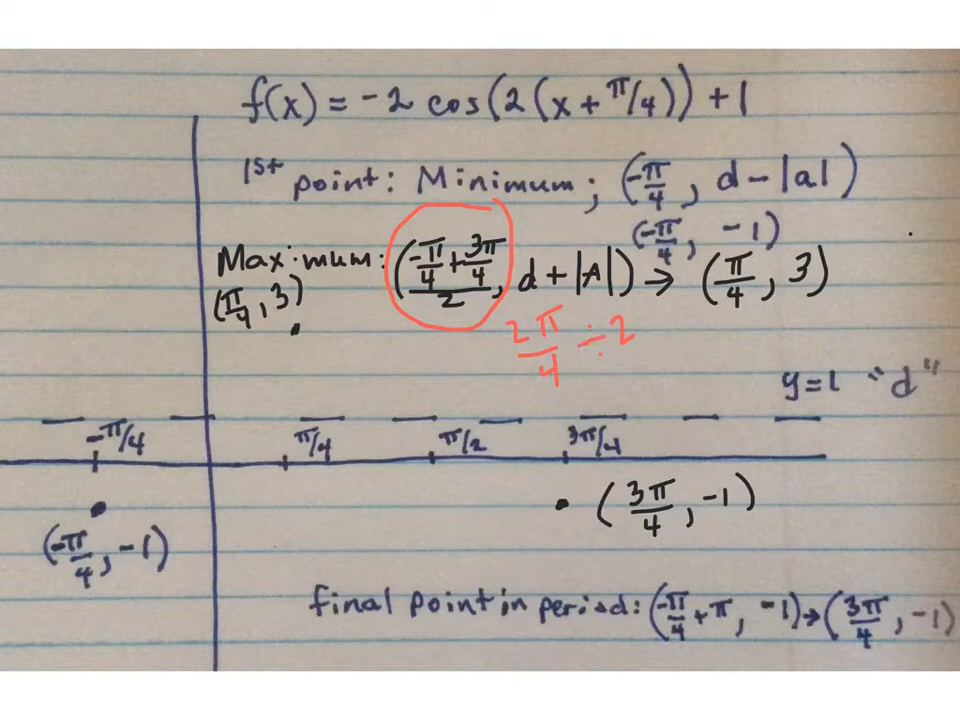 f(x) = -2 cos(2(x + π/4)) + 1
1st point: Minimum; (-π/4, d - |a|)
(-π/4, -1)
Maximum: ((-π/4 + 3π/4)/2, d + |A|) → (π/4, 3)
(π/4, 3)
2π/4 ÷ 2
y = 1 "d"
-π/4 π/4 π/2 3π/4
(3π/4, -1)
(-π/4, -1)
final point in period: (-π/4 + π, -1) → (3π/4, -1)